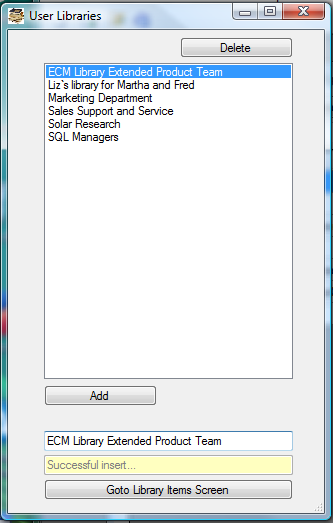 User Libraries
Delete
ECM Library Extended Product Team
Liz`s library for Martha and Fred
Marketing Department
Sales Support and Service
Solar Research
SQL Managers
Add
ECM Library Extended Product Team
Successful insert...
Goto Library Items Screen